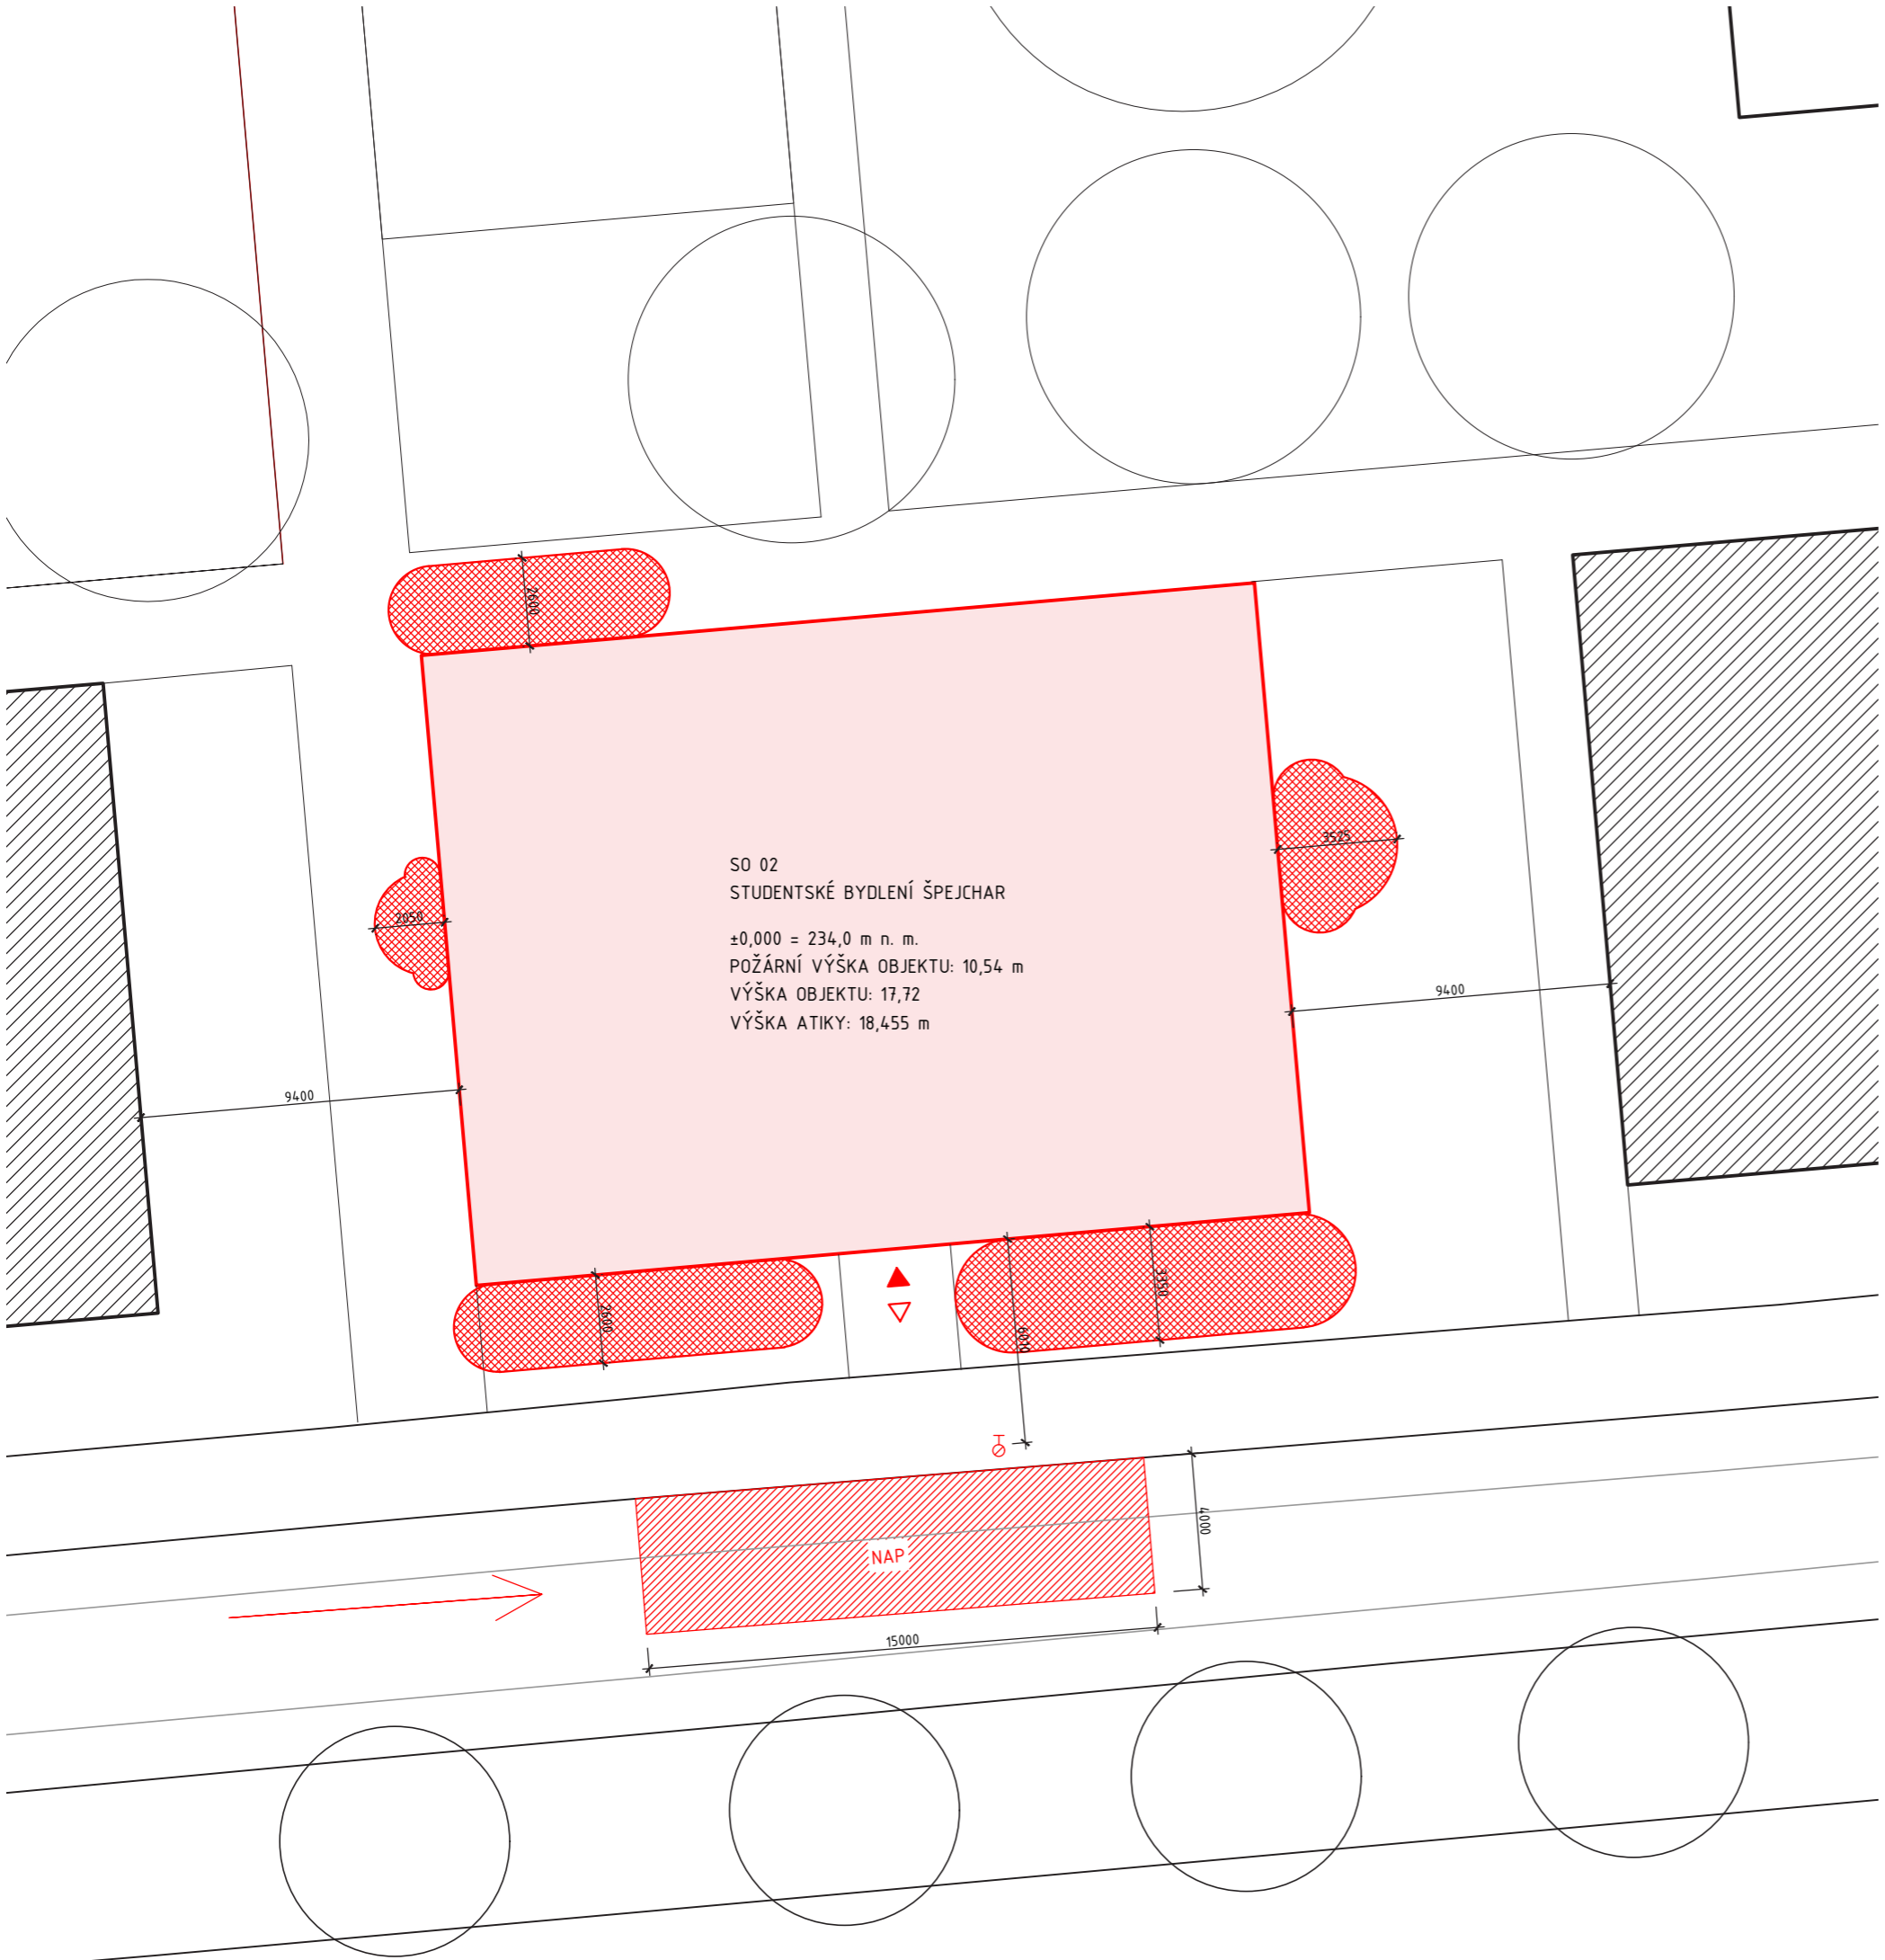 2600
3525
SO 02
STUDENTSKÉ BYDLENÍ ŠPEJCHAR
±0,000 = 234,0 m n. m.
POŽÁRNÍ VÝŠKA OBJEKTU: 10,54 m
VÝŠKA OBJEKTU: 17,72
VÝŠKA ATIKY: 18,455 m
2050
9400
9400
2600
3350
4000
NAP
15000